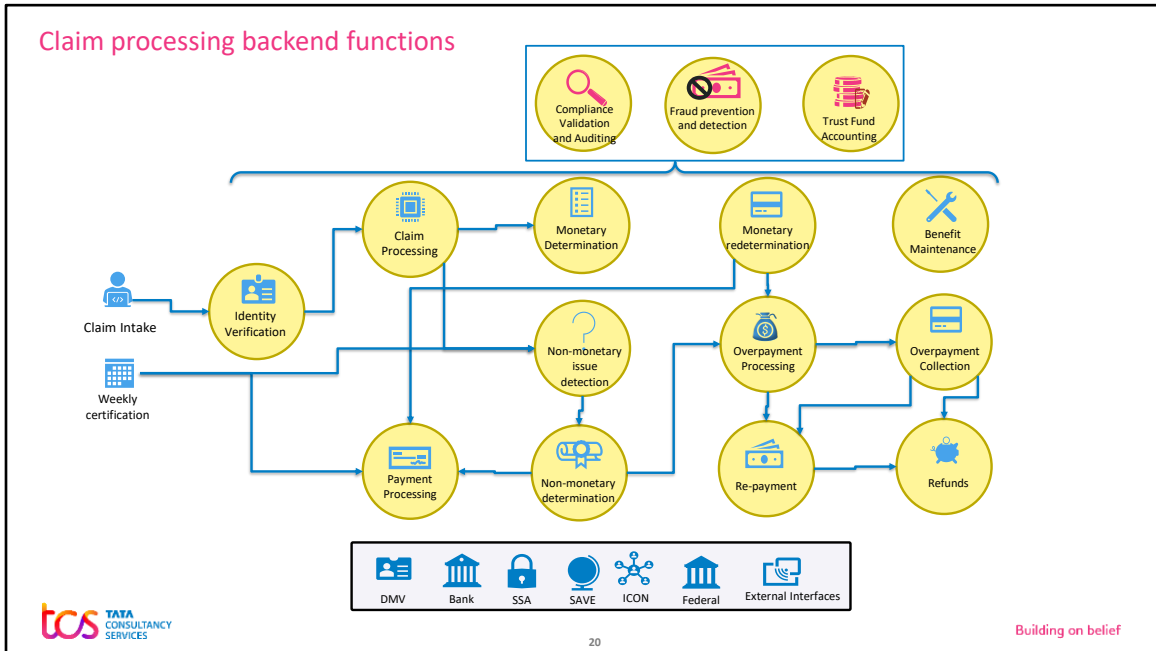 Claim processing backend functions
Compliance
Validation
and Auditing
Fraud prevention
and detection
Trust Fund
Accounting
Claim
Processing
Monetary
Determination
Monetary
redetermination
Benefit
Maintenance
Claim Intake
Identity
Verification
Non-monetary
issue
detection
Overpayment
Processing
Overpayment
Collection
Weekly
certification
Payment
Processing
Non-monetary
determination
Re-payment
Refunds
DMV
Bank
SSA
SAVE
ICON
Federal
External Interfaces
tcs TATA
CONSULTANCY
SERVICES
20
Building on belief